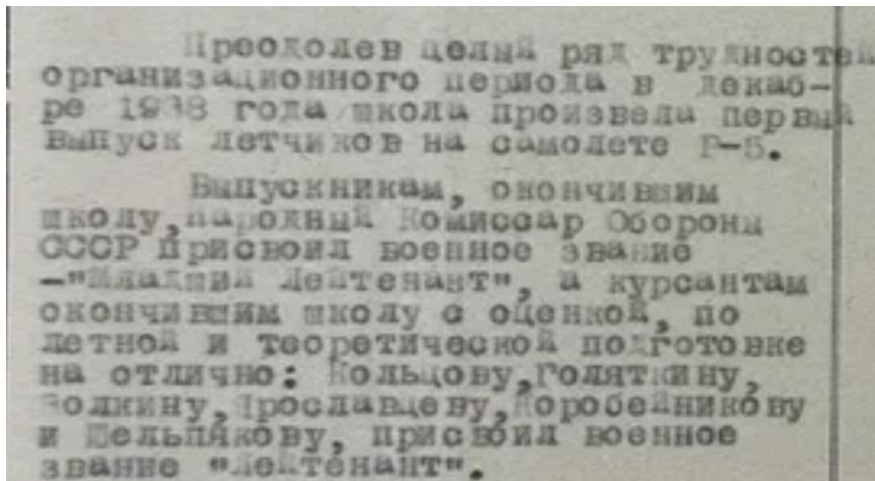 Преодолев целый ряд трудностей
организационного периода в декаб-
ре 1938 года школа произвела первый
выпуск летчиков на самолете Р-5.
Выпускникам, окончившим
школу, народный Комиссар Обороны
СССР присвоил военное звание
-"Младший Лейтенант", а курсантам
окончившим школу с оценкой, по
летной и теоретической подготовке
на отлично: Кольцову, Голяткину,
Волкину, Ярославцеву, Коробейникову
и Шельпякову, присвоил военное
звание "Лейтенант".